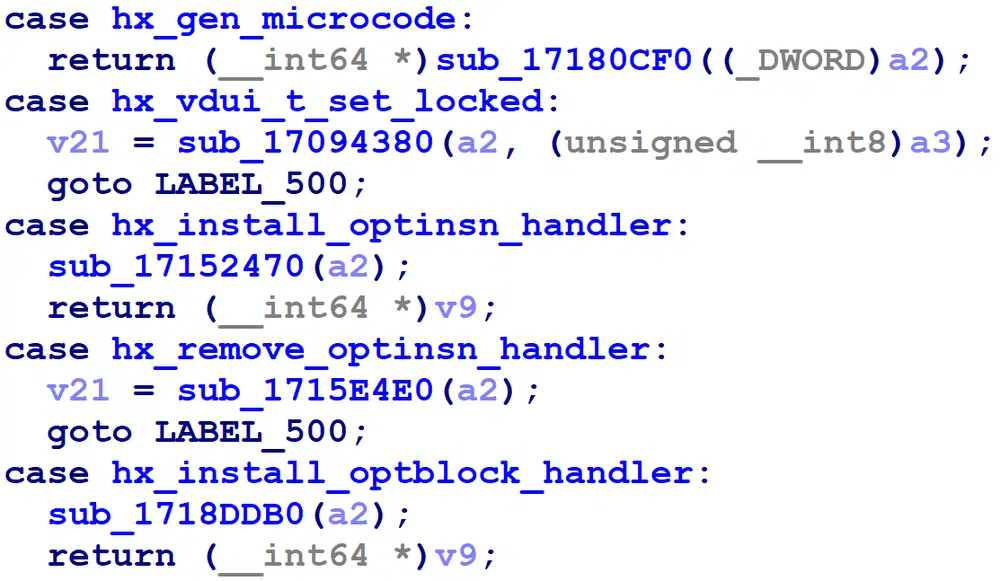 case hx_gen_microcode:
  return (__int64 *)sub_17180CF0((_DWORD)a2);
case hx_vdui_t_set_locked:
  v21 = sub_17094380(a2, (unsigned __int8)a3);
  goto LABEL_500;
case hx_install_optinsn_handler:
  sub_17152470(a2);
  return (__int64 *)v9;
case hx_remove_optinsn_handler:
  v21 = sub_1715E4E0(a2);
  goto LABEL_500;
case hx_install_optblock_handler:
  sub_1718DDB0(a2);
  return (__int64 *)v9;